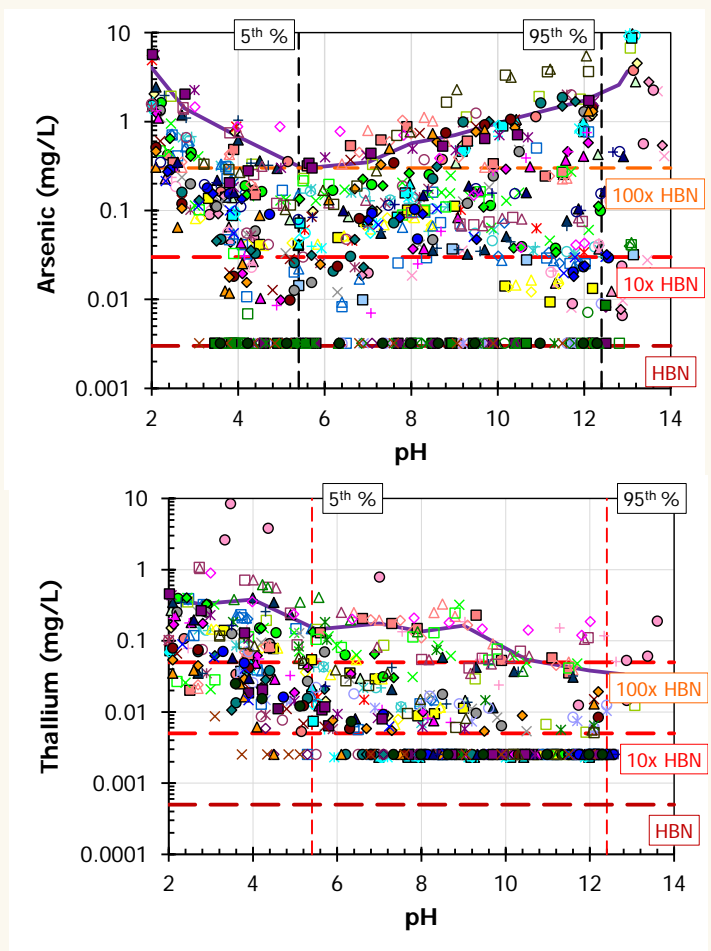 10
5th %
95th %
1
100x HBN
0.1
10x HBN
0.01
HBN
0.001
Arsenic (mg/L)
2 4 6 8 10 12 14
pH
10
5th %
95th %
1
0.1
100x HBN
0.01
10x HBN
0.001
HBN
0.0001
Thallium (mg/L)
2 4 6 8 10 12 14
pH